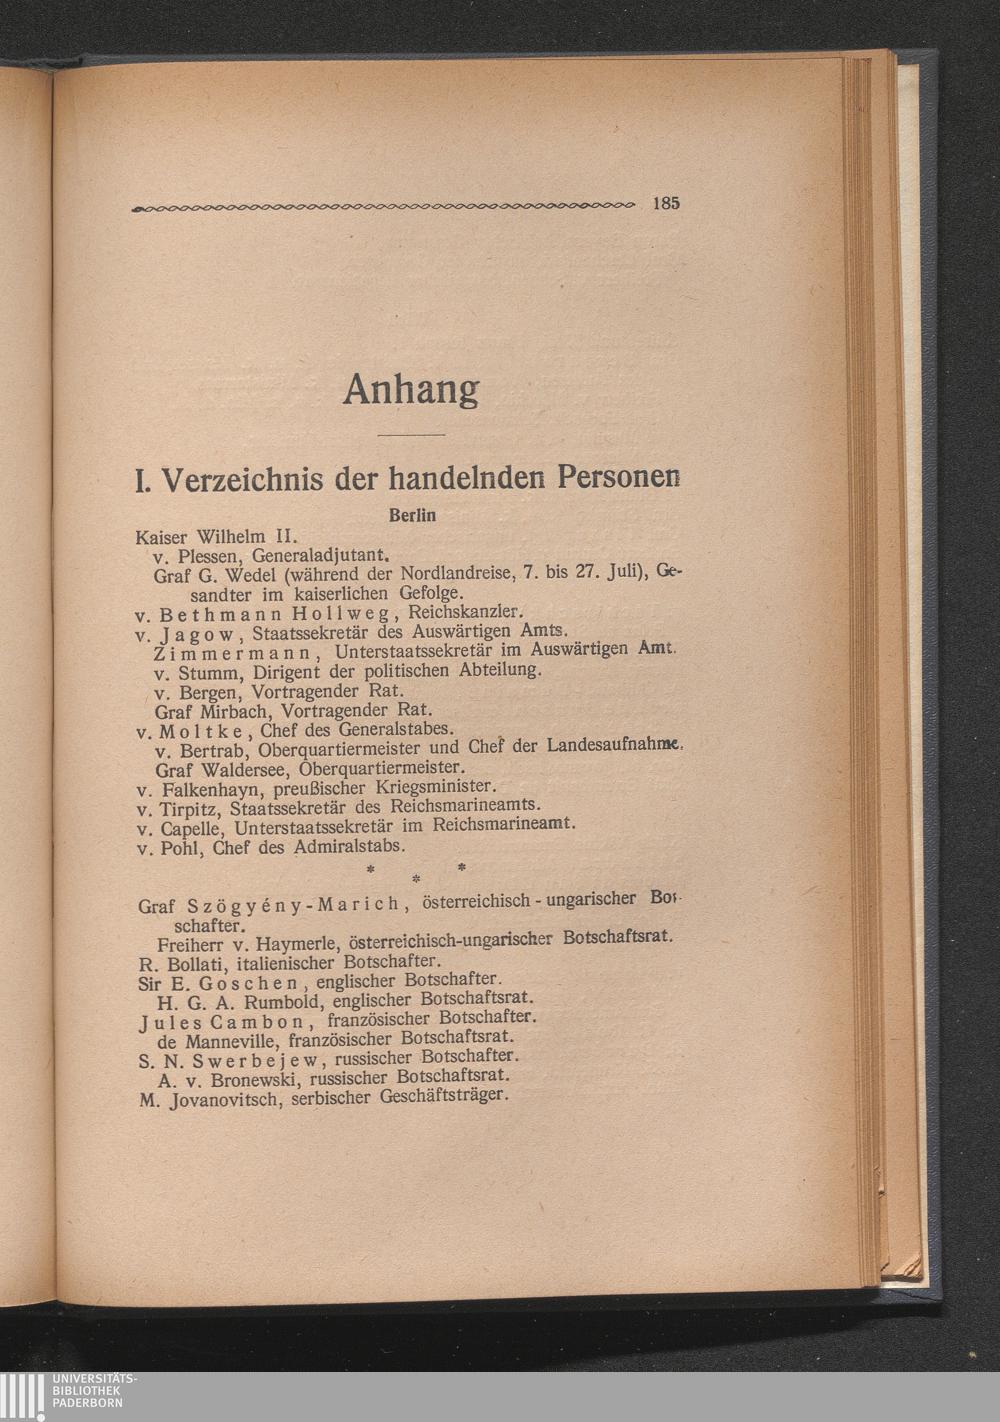 185
Anhang
I. Verzeichnis der handelnden Personen
Berlin
Kaiser Wilhelm II.
v. Plessen, Generaladjutant.
Graf G. Wedel (während der Nordlandreise, 7. bis 27. Juli), Ge-
sandter im kaiserlichen Gefolge.
v. Bethmann Hollweg, Reichskanzler.
v. Jagow, Staatssekretär des Auswärtigen Amts.
Zimmermann, Unterstaatssekretär im Auswärtigen Amt.
v. Stumm, Dirigent der politischen Abteilung.
v. Bergen, Vortragender Rat.
Graf Mirbach, Vortragender Rat.
v. Moltke, Chef des Generalstabes.
v. Bertrab, Oberquartiermeister und Chef der Landesaufnahme.
Graf Waldersee, Oberquartiermeister.
v. Falkenhayn, preußischer Kriegsminister.
v. Tirpitz, Staatssekretär des Reichsmarineamts.
v. Capelle, Unterstaatssekretär im Reichsmarineamt.
v. Pohl, Chef des Admiralstabs.
* * *
Graf Szögyény-Marich, österreichisch-ungarischer Bot-
schafter.
Freiherr v. Haymerle, österreichisch-ungarischer Botschaftsrat.
R. Bollati, italienischer Botschafter.
Sir E. Goschen, englischer Botschafter.
H. G. A. Rumbold, englischer Botschaftsrat.
Jules Cambon, französischer Botschafter.
de Manneville, französischer Botschaftsrat.
S. N. Swerbejew, russischer Botschafter.
A. v. Bronewski, russischer Botschaftsrat.
M. Jovanovitsch, serbischer Geschäftsträger.
UNIVERSITÄTS-
BIBLIOTHEK
PADERBORN